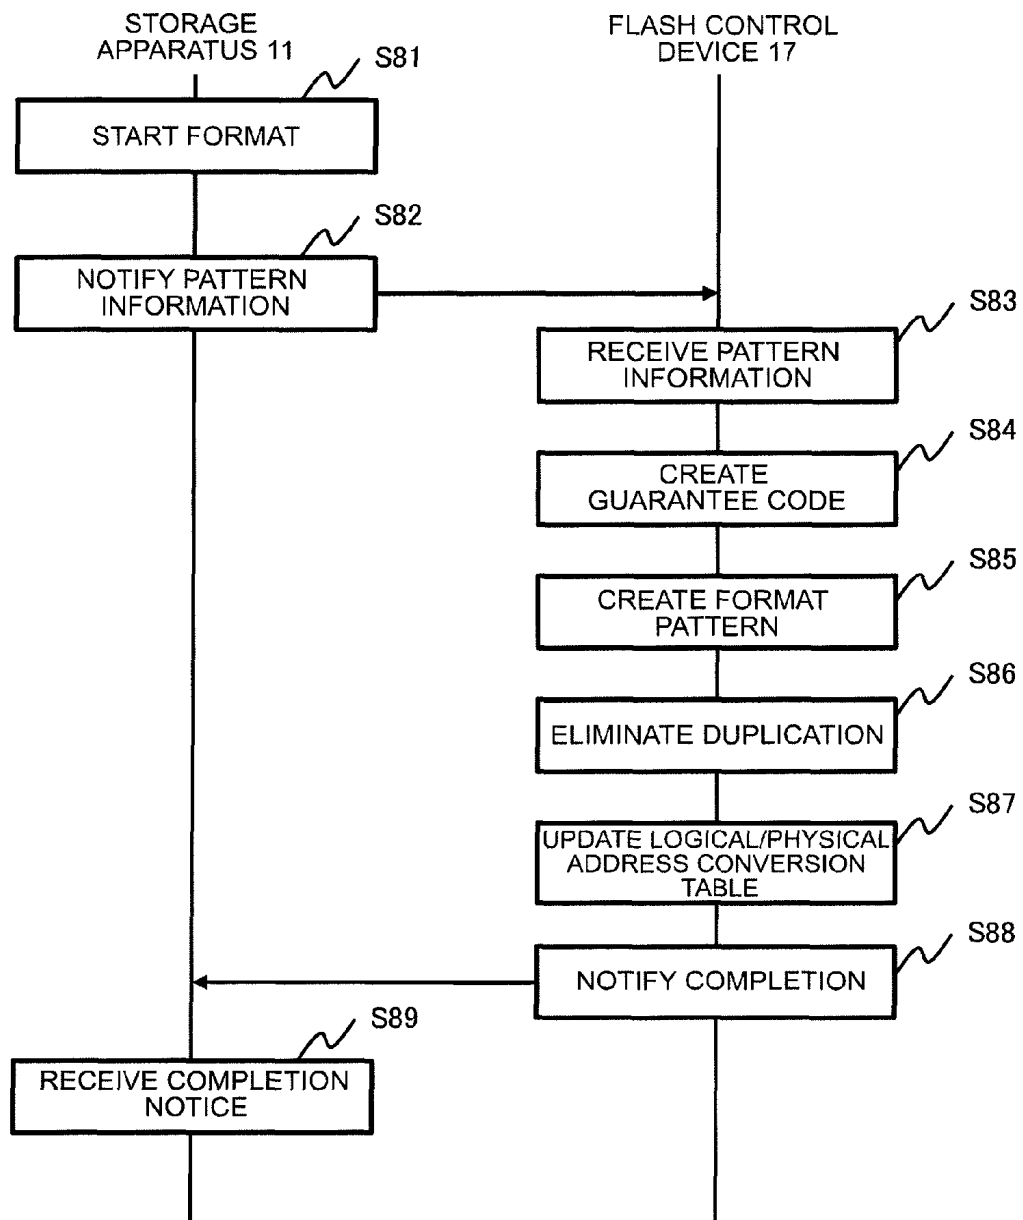 STORAGE
APPARATUS 11
FLASH CONTROL
DEVICE 17
S81
START FORMAT
S82
NOTIFY PATTERN
INFORMATION
S83
RECEIVE PATTERN
INFORMATION
S84
CREATE
GUARANTEE CODE
S85
CREATE FORMAT
PATTERN
S86
ELIMINATE DUPLICATION
S87
UPDATE LOGICAL/PHYSICAL
ADDRESS CONVERSION
TABLE
S88
NOTIFY COMPLETION
S89
RECEIVE COMPLETION
NOTICE